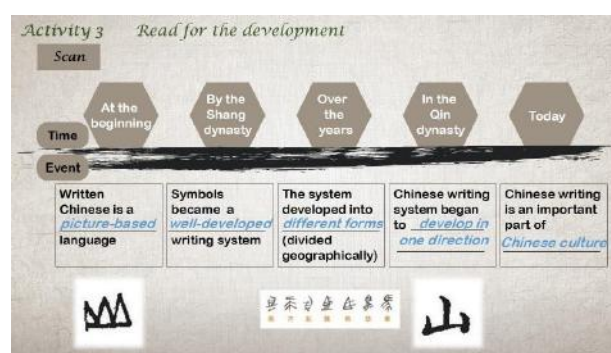 Activity 3 Read for the development
Scan
Time
At the
beginning
By the
Shang
dynasty
Over
the
years
In the
Qin
dynasty
Today
Event
Written
Chinese is a
picture-based
language
Symbols
became a
well-developed
writing system
The system
developed into
different forms
(divided
geographically)
Chinese writing
system began
to develop in
one direction
Chinese writing
is an important
part of
Chinese culture
山